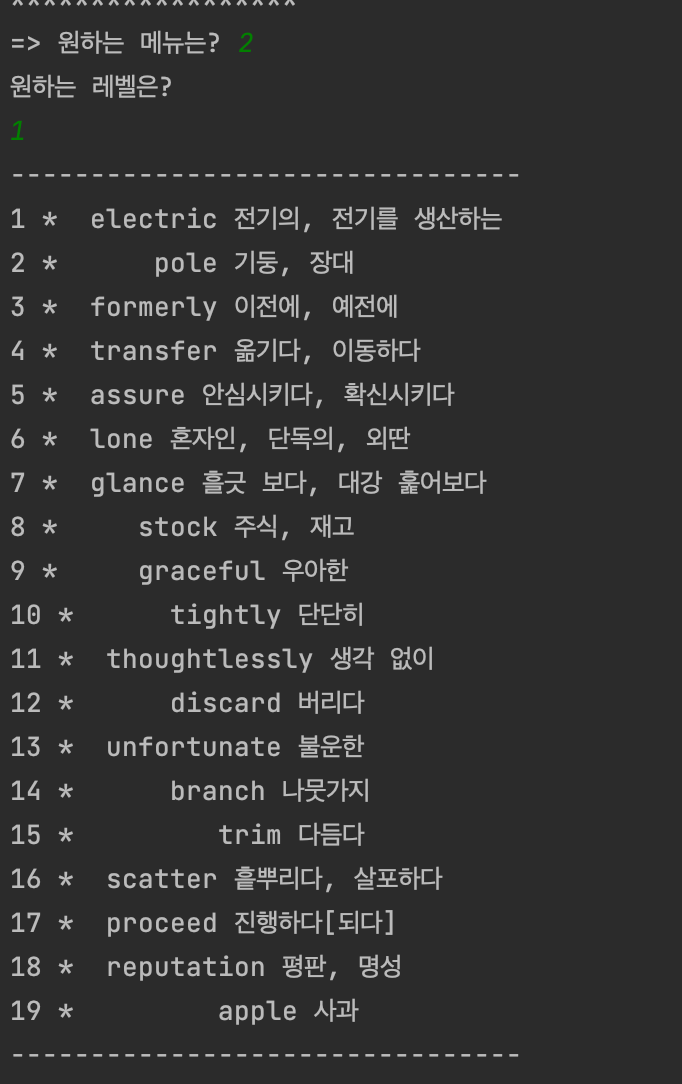 ******************
=> 원하는 메뉴는? 2
원하는 레벨은?
1
--------------------------------
1 *  electric 전기의, 전기를 생산하는
2 *      pole 기둥, 장대
3 *  formerly 이전에, 예전에
4 *  transfer 옮기다, 이동하다
5 *  assure 안심시키다, 확신시키다
6 *  lone 혼자인, 단독의, 외딴
7 *  glance 흘긋 보다, 대강 훑어보다
8 *     stock 주식, 재고
9 *     graceful 우아한
10 *      tightly 단단히
11 *  thoughtlessly 생각 없이
12 *      discard 버리다
13 *  unfortunate 불운한
14 *      branch 나뭇가지
15 *         trim 다듬다
16 *  scatter 흩뿌리다, 살포하다
17 *  proceed 진행하다[되다]
18 *  reputation 평판, 명성
19 *         apple 사과
--------------------------------